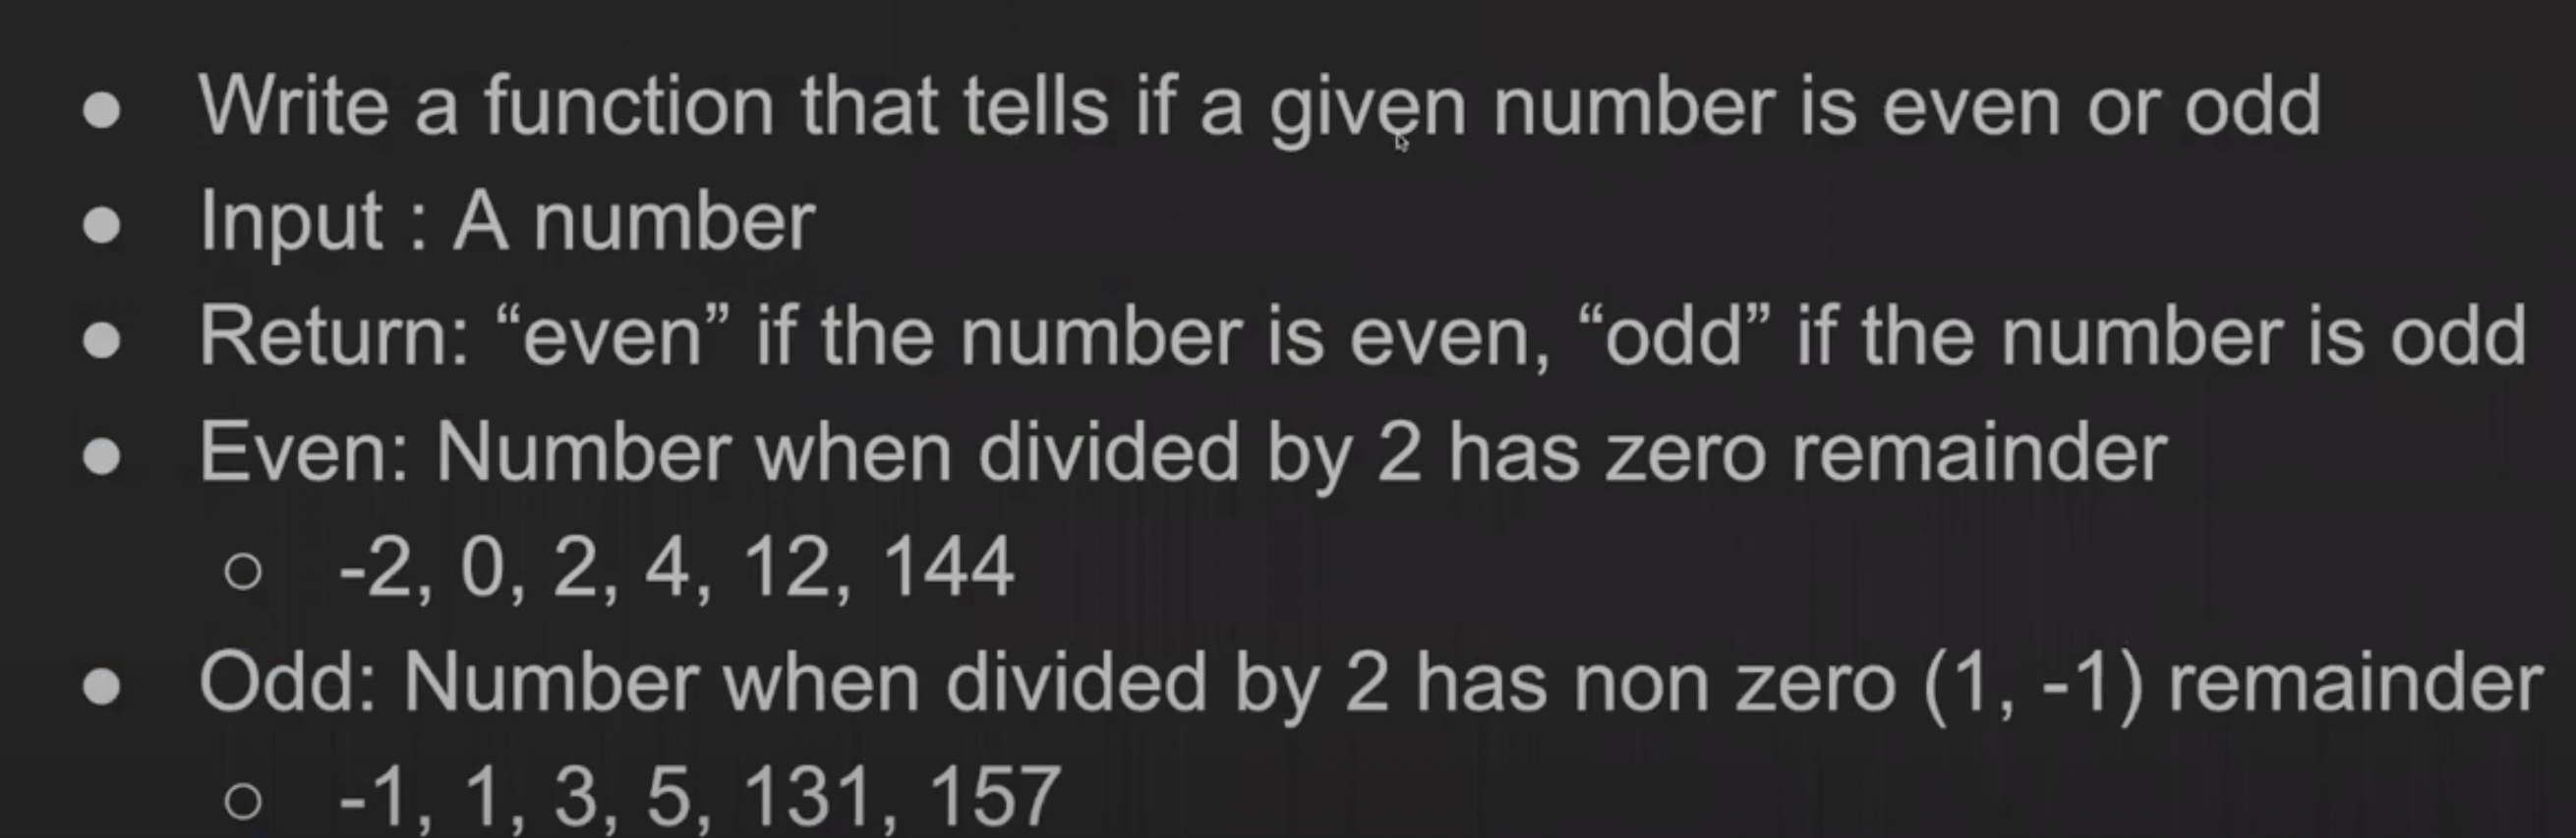 ● Write a function that tells if a given number is even or odd
● Input : A number
● Return: “even” if the number is even, “odd” if the number is odd
● Even: Number when divided by 2 has zero remainder
○ -2, 0, 2, 4, 12, 144
● Odd: Number when divided by 2 has non zero (1, -1) remainder
○ -1, 1, 3, 5, 131, 157